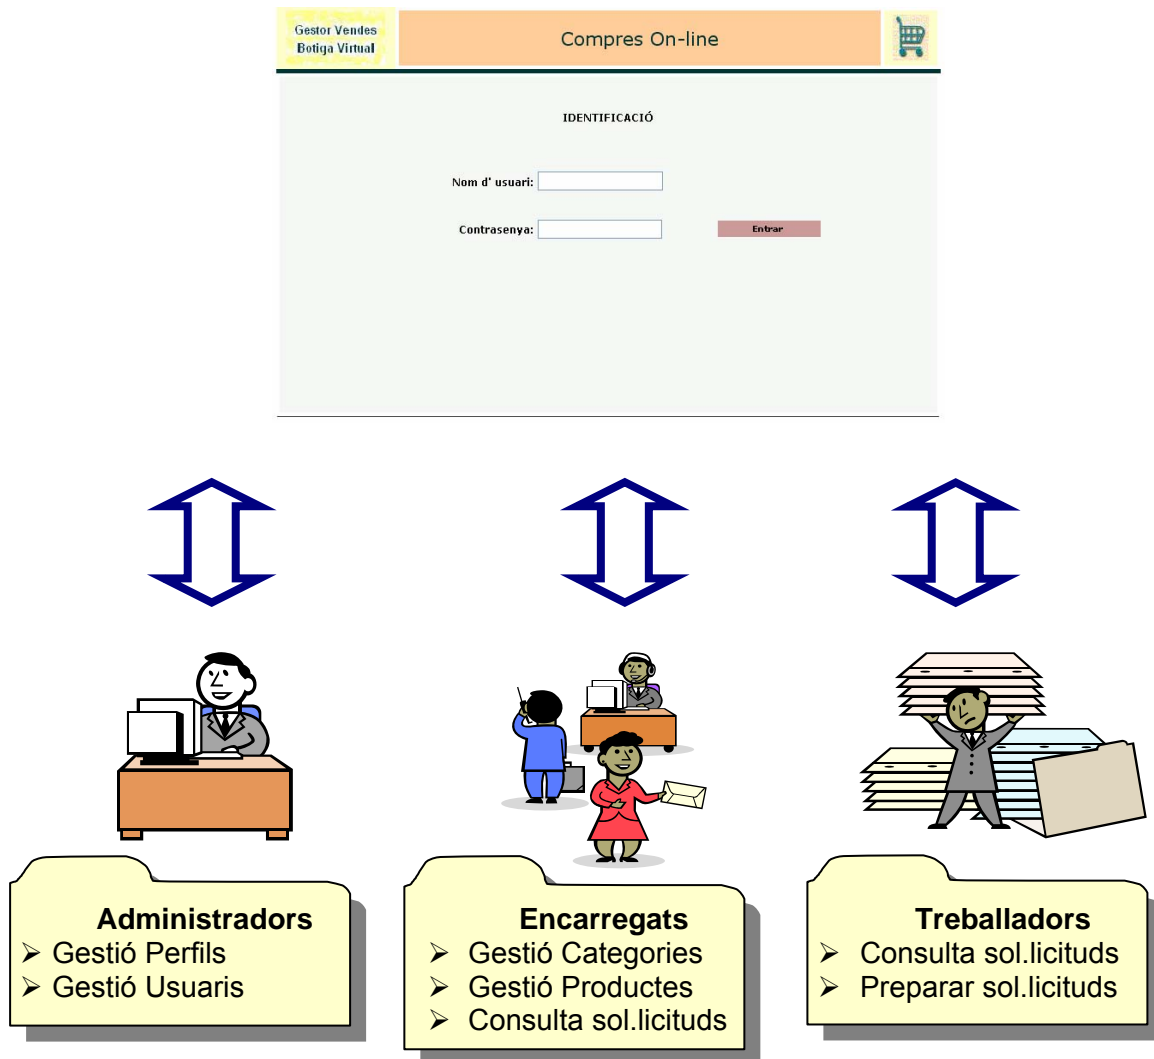 Gestor Vendes
Botiga Virtual
Compres On-line
IDENTIFICACIÓ
Nom d' usuari:
Contrasenya:
Entrar
Administradors
➢ Gestió Perfils
➢ Gestió Usuaris
Encarregats
➢ Gestió Categories
➢ Gestió Productes
➢ Consulta sol.licituds
Treballadors
➢ Consulta sol.licituds
➢ Preparar sol.licituds